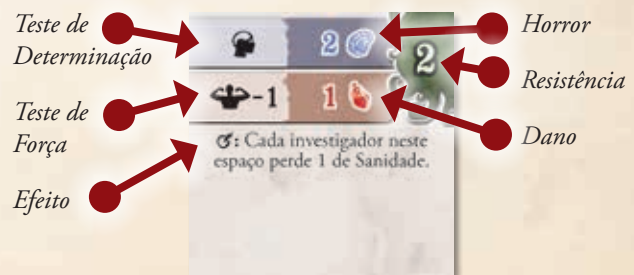 Teste de
Determinação
Teste de
Força
Efeito
2
-1
1
2
: Cada investigador neste
espaço perde 1 de Sanidade.
Horror
Resistência
Dano